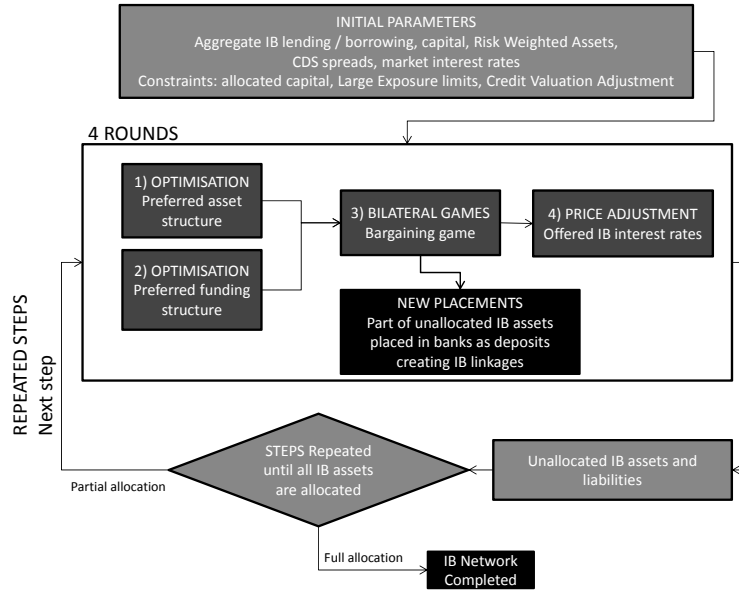 INITIAL PARAMETERS
Aggregate IB lending / borrowing, capital, Risk Weighted Assets,
CDS spreads, market interest rates
Constraints: allocated capital, Large Exposure limits, Credit Valuation Adjustment
4 ROUNDS
1) OPTIMISATION
Preferred asset
structure
2) OPTIMISATION
Preferred funding
structure
3) BILATERAL GAMES
Bargaining game
4) PRICE ADJUSTMENT
Offered IB interest rates
NEW PLACEMENTS
Part of unallocated IB assets
placed in banks as deposits
creating IB linkages
REPEATED STEPS
Next step
STEPS Repeated
until all IB assets
are allocated
Unallocated IB assets and
liabilities
Partial allocation
Full allocation
IB Network
Completed